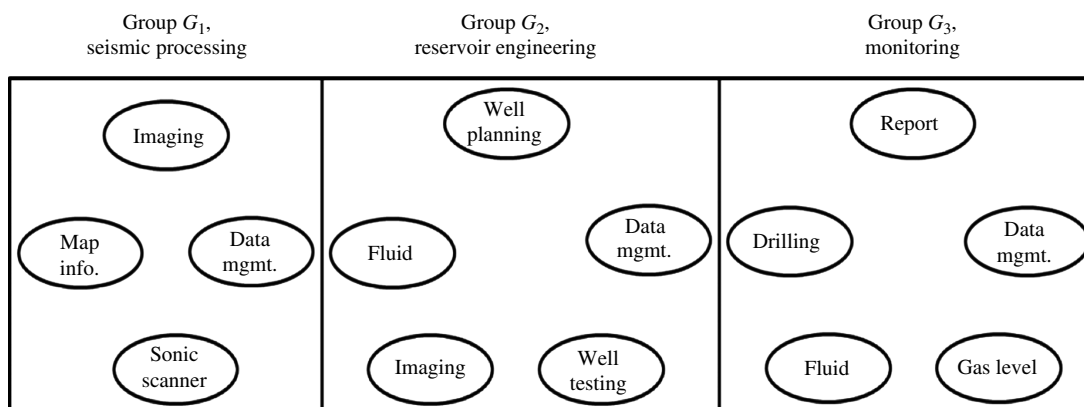 Group G1,
seismic processing
Group G2,
reservoir engineering
Group G3,
monitoring
Imaging
Map
info.
Data
mgmt.
Sonic
scanner
Well
planning
Fluid
Data
mgmt.
Imaging
Well
testing
Report
Drilling
Data
mgmt.
Fluid
Gas level